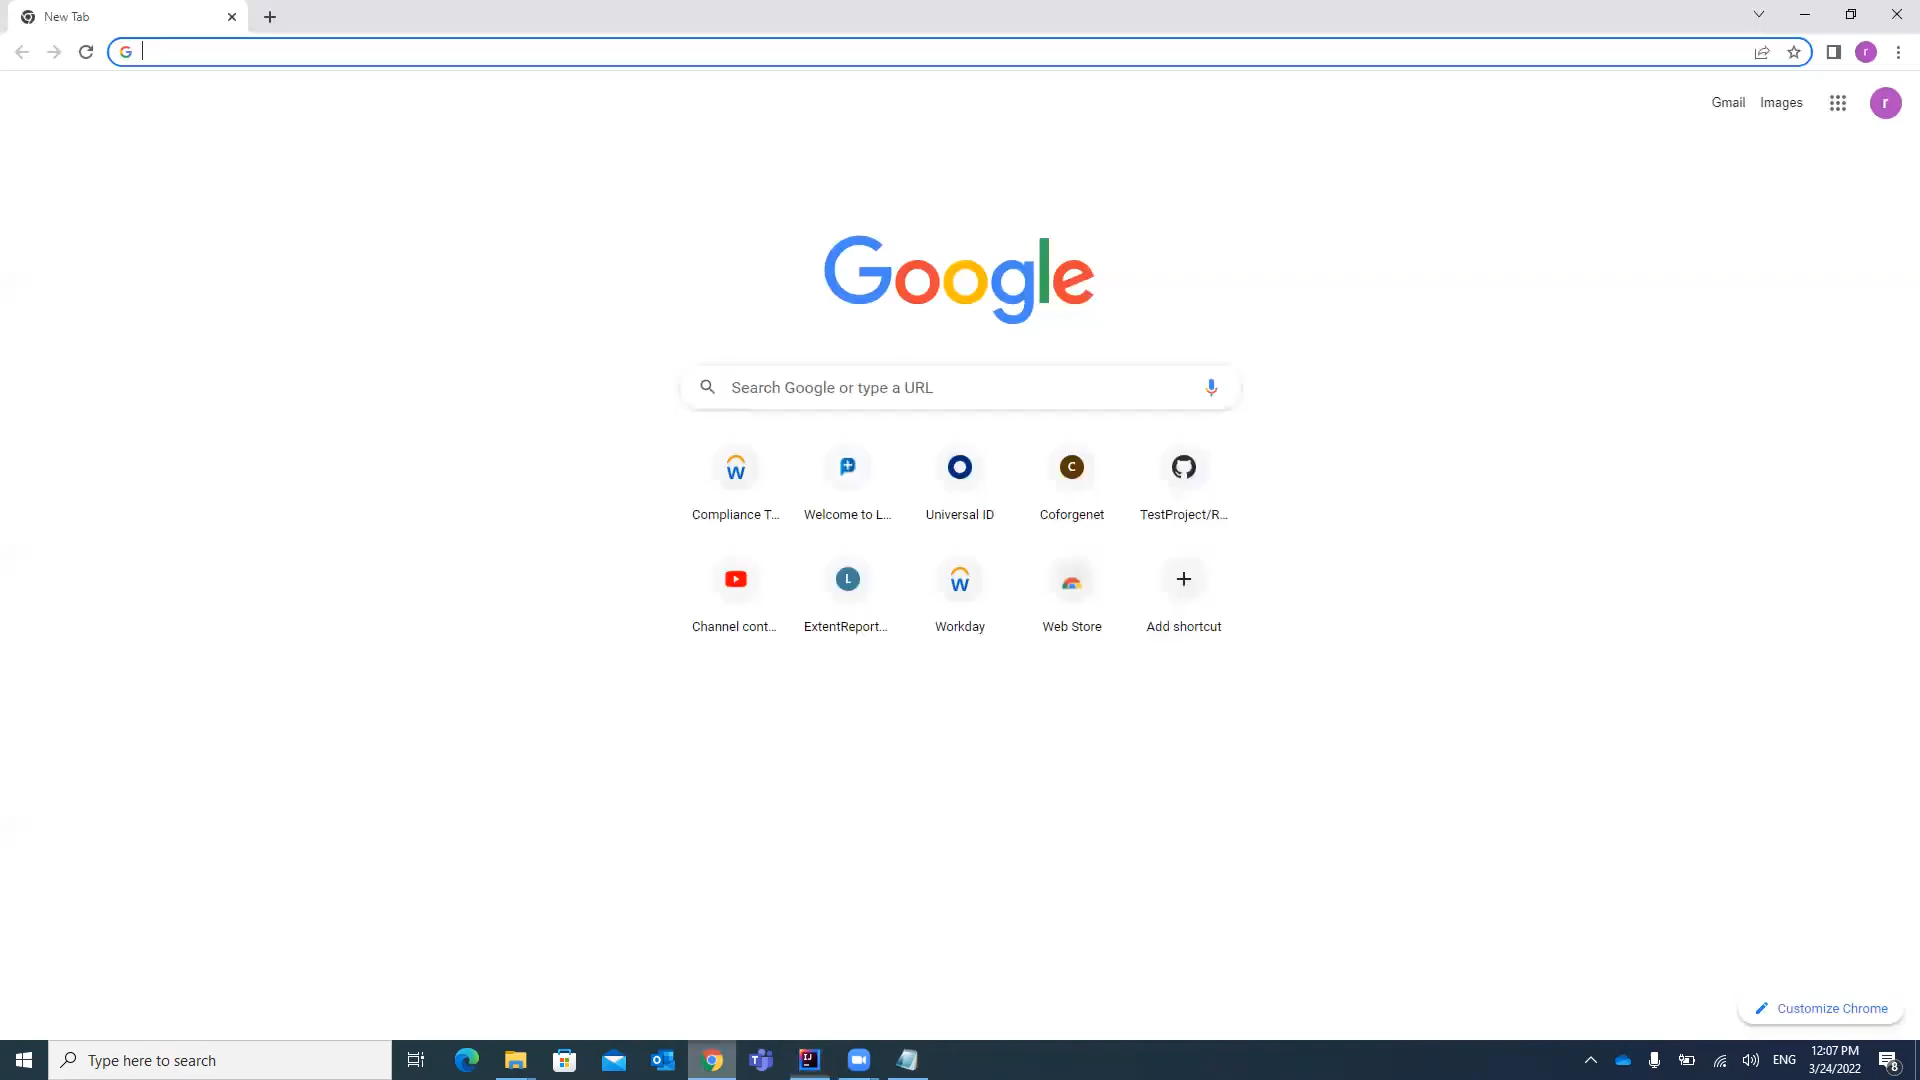 New Tab
Gmail Images
r
Google
Search Google or type a URL
Compliance T...
Welcome to L...
Universal ID
C
Coforgenet
TestProject/R...
Channel cont...
L
ExtentReport...
Workday
Web Store
Add shortcut
Customize Chrome
Type here to search
ENG
12:07 PM
3/24/2022
8